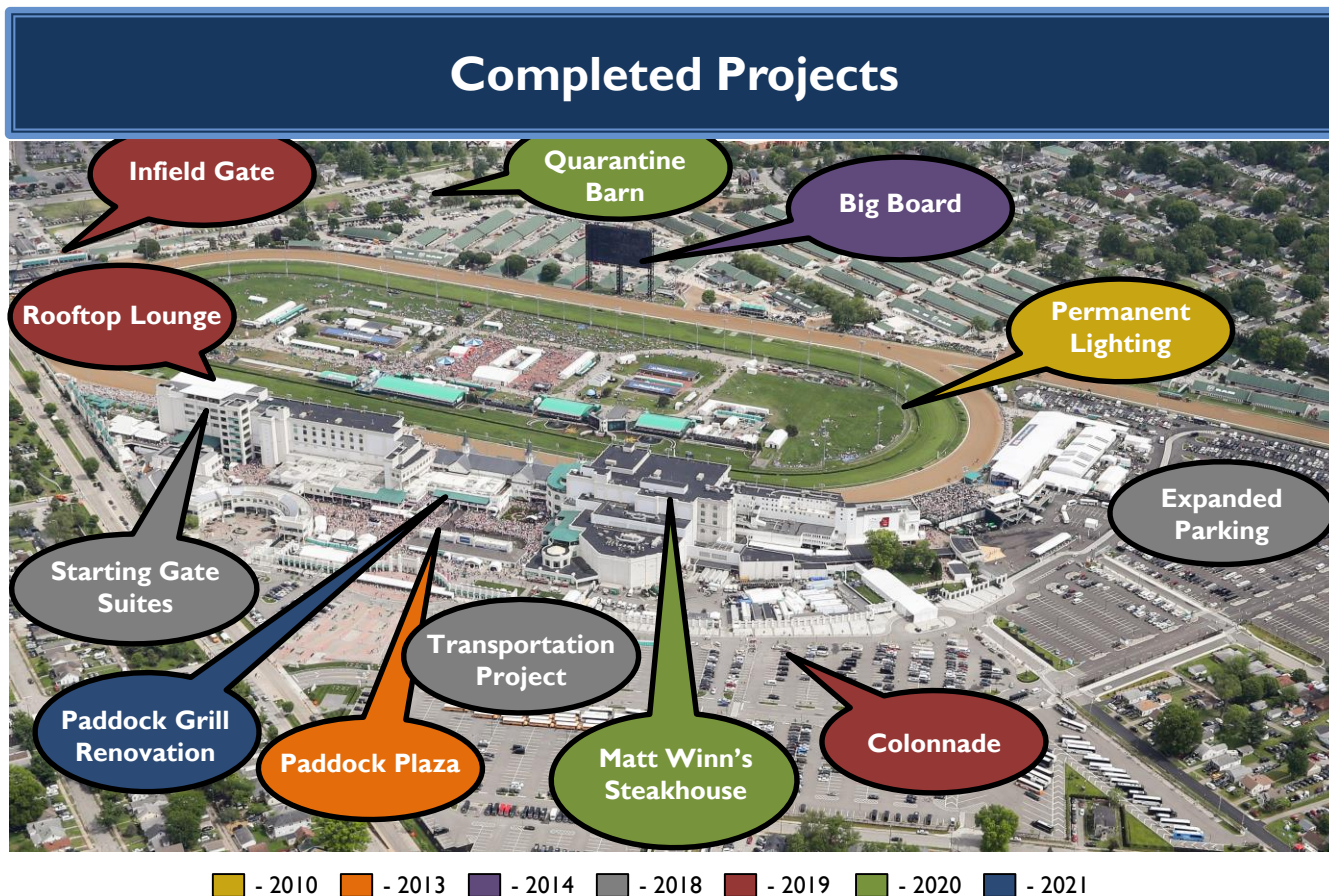 Completed Projects
Infield Gate
Quarantine
Barn
Big Board
Rooftop Lounge
Permanent
Lighting
Expanded
Parking
Starting Gate
Suites
Transportation
Project
Paddock Grill
Renovation
Paddock Plaza
Matt Winn's
Steakhouse
Colonnade
- 2010 - 2013 - 2014 - 2018 - 2019 - 2020 - 2021